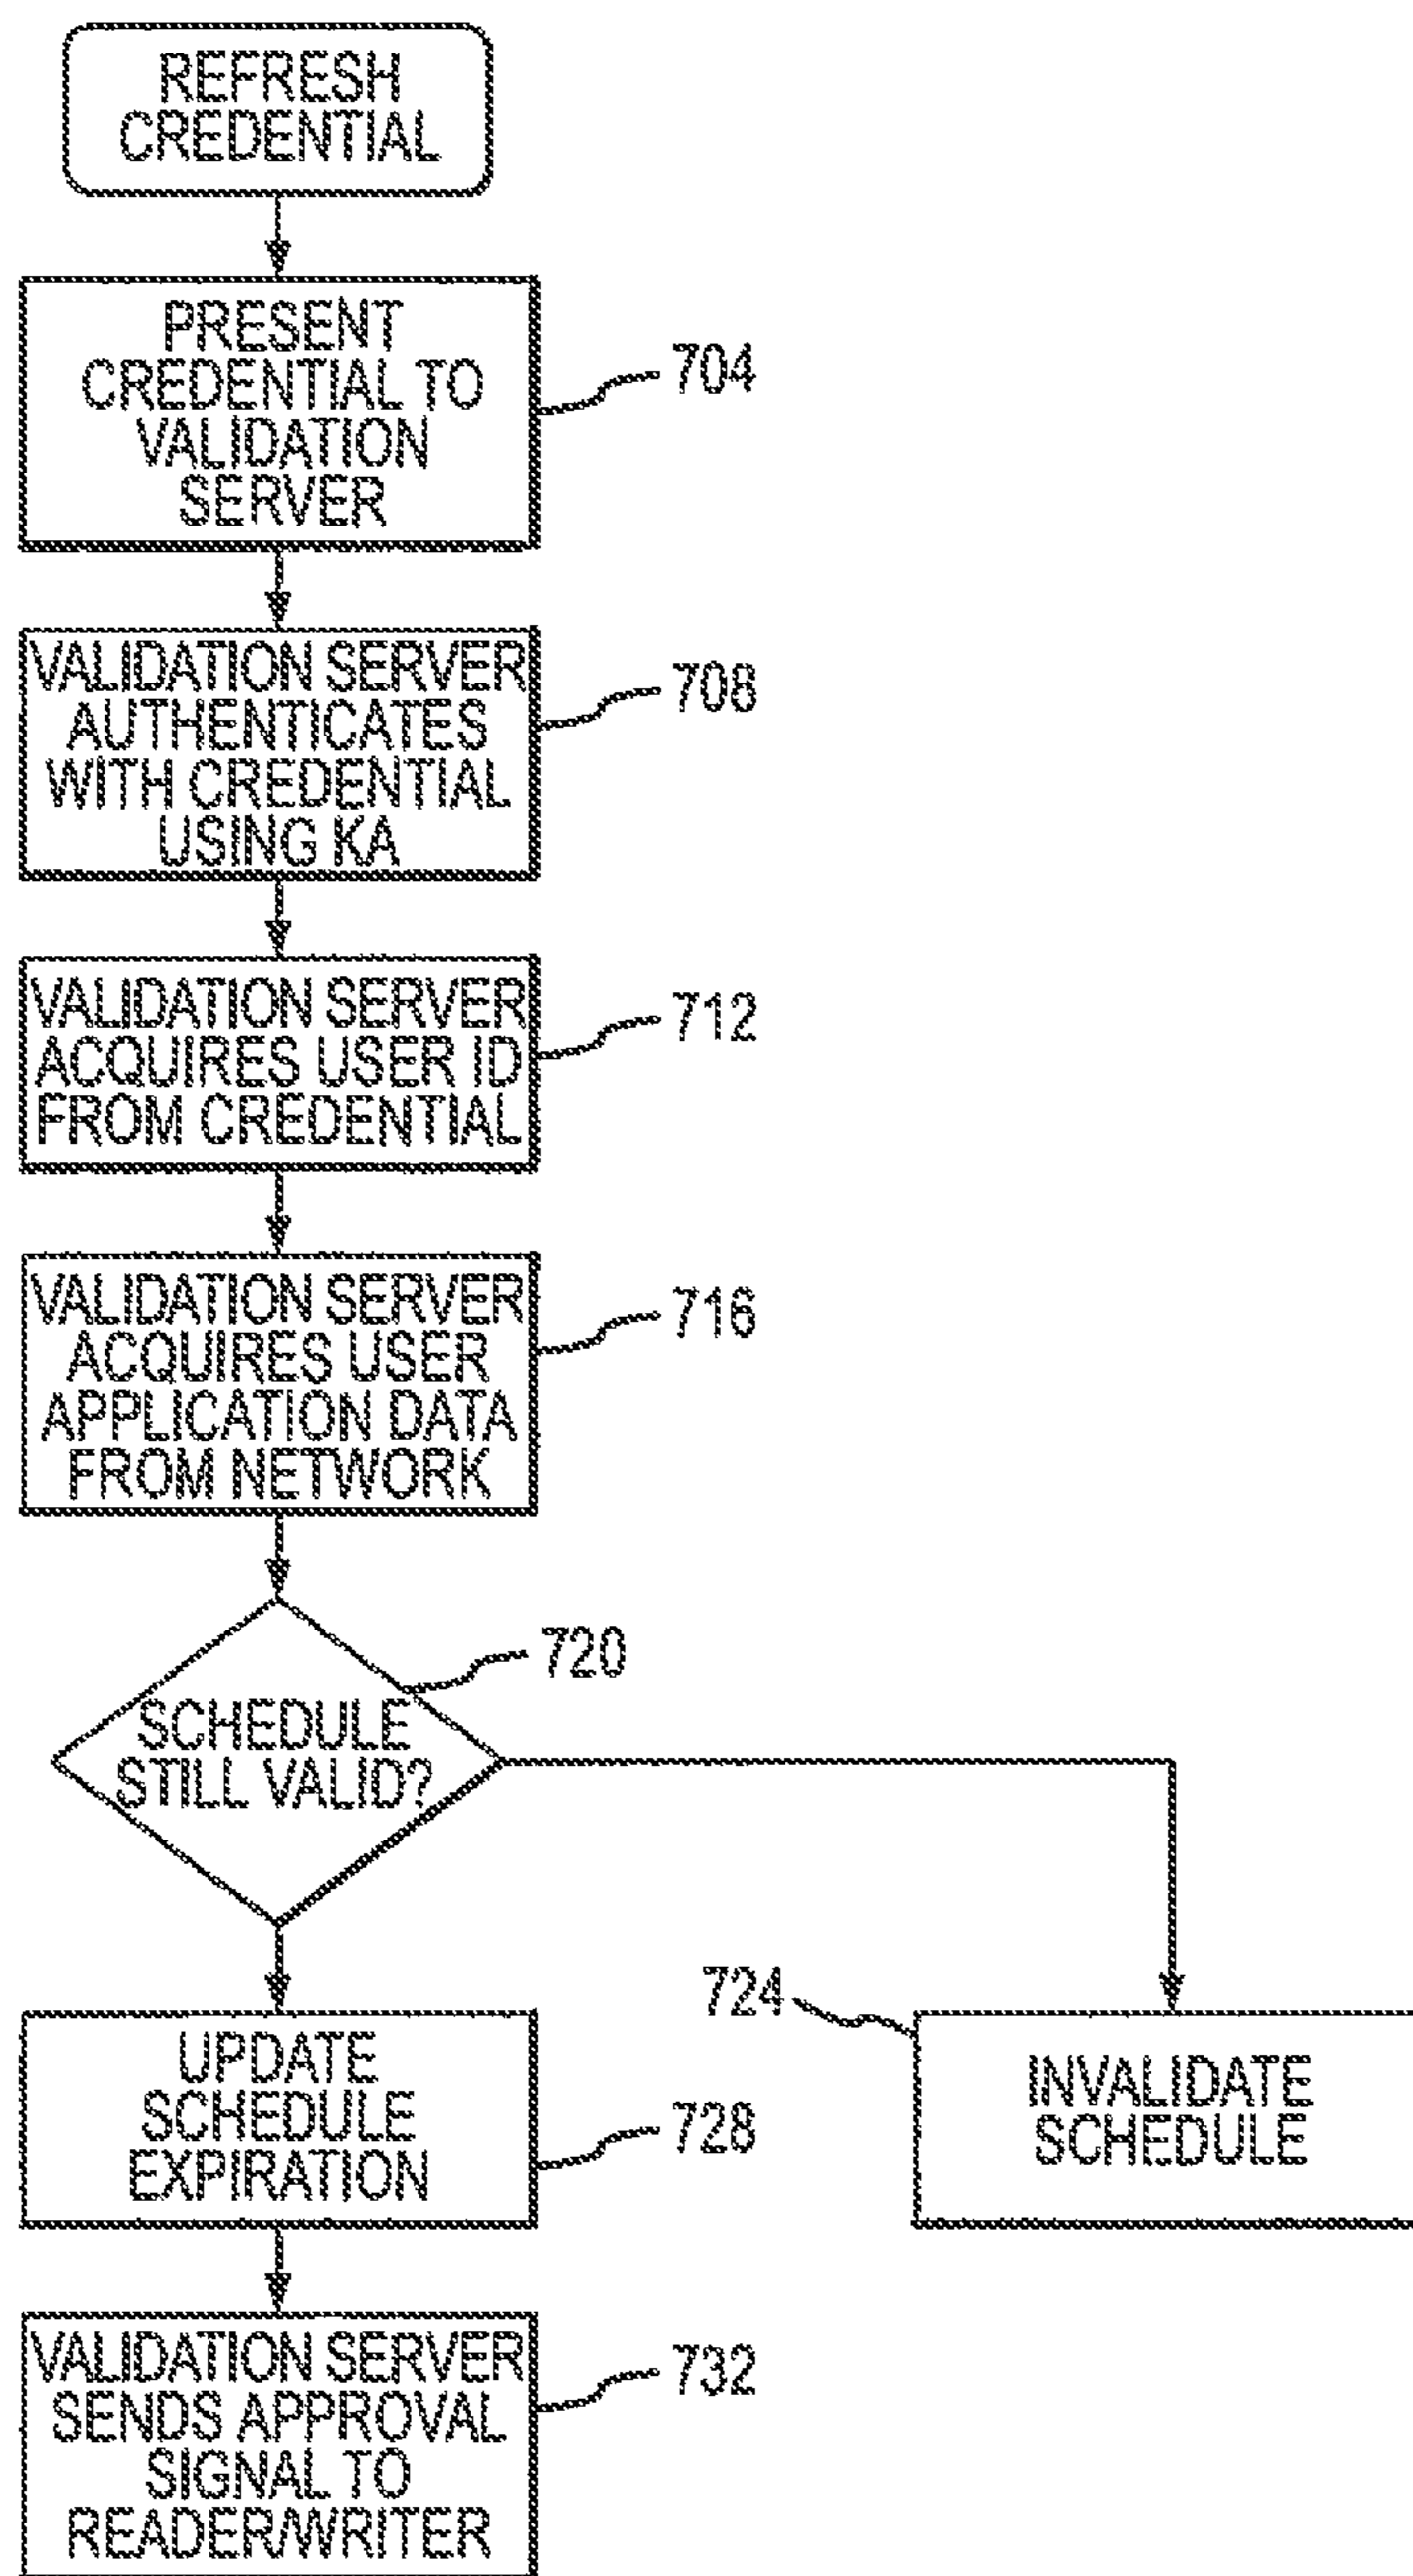 REFRESH
CREDENTIAL
PRESENT
CREDENTIAL TO
VALIDATION
SERVER
704
VALIDATION SERVER
AUTHENTICATES
WITH CREDENTIAL
USING KA
708
VALIDATION SERVER
ACQUIRES USER ID
FROM CREDENTIAL
712
VALIDATION SERVER
ACQUIRES USER
APPLICATION DATA
FROM NETWORK
716
720
SCHEDULE
STILL VALID?
724
INVALIDATE
SCHEDULE
UPDATE
SCHEDULE
EXPIRATION
728
VALIDATION SERVER
SENDS APPROVAL
SIGNAL TO
READER/WRITER
732